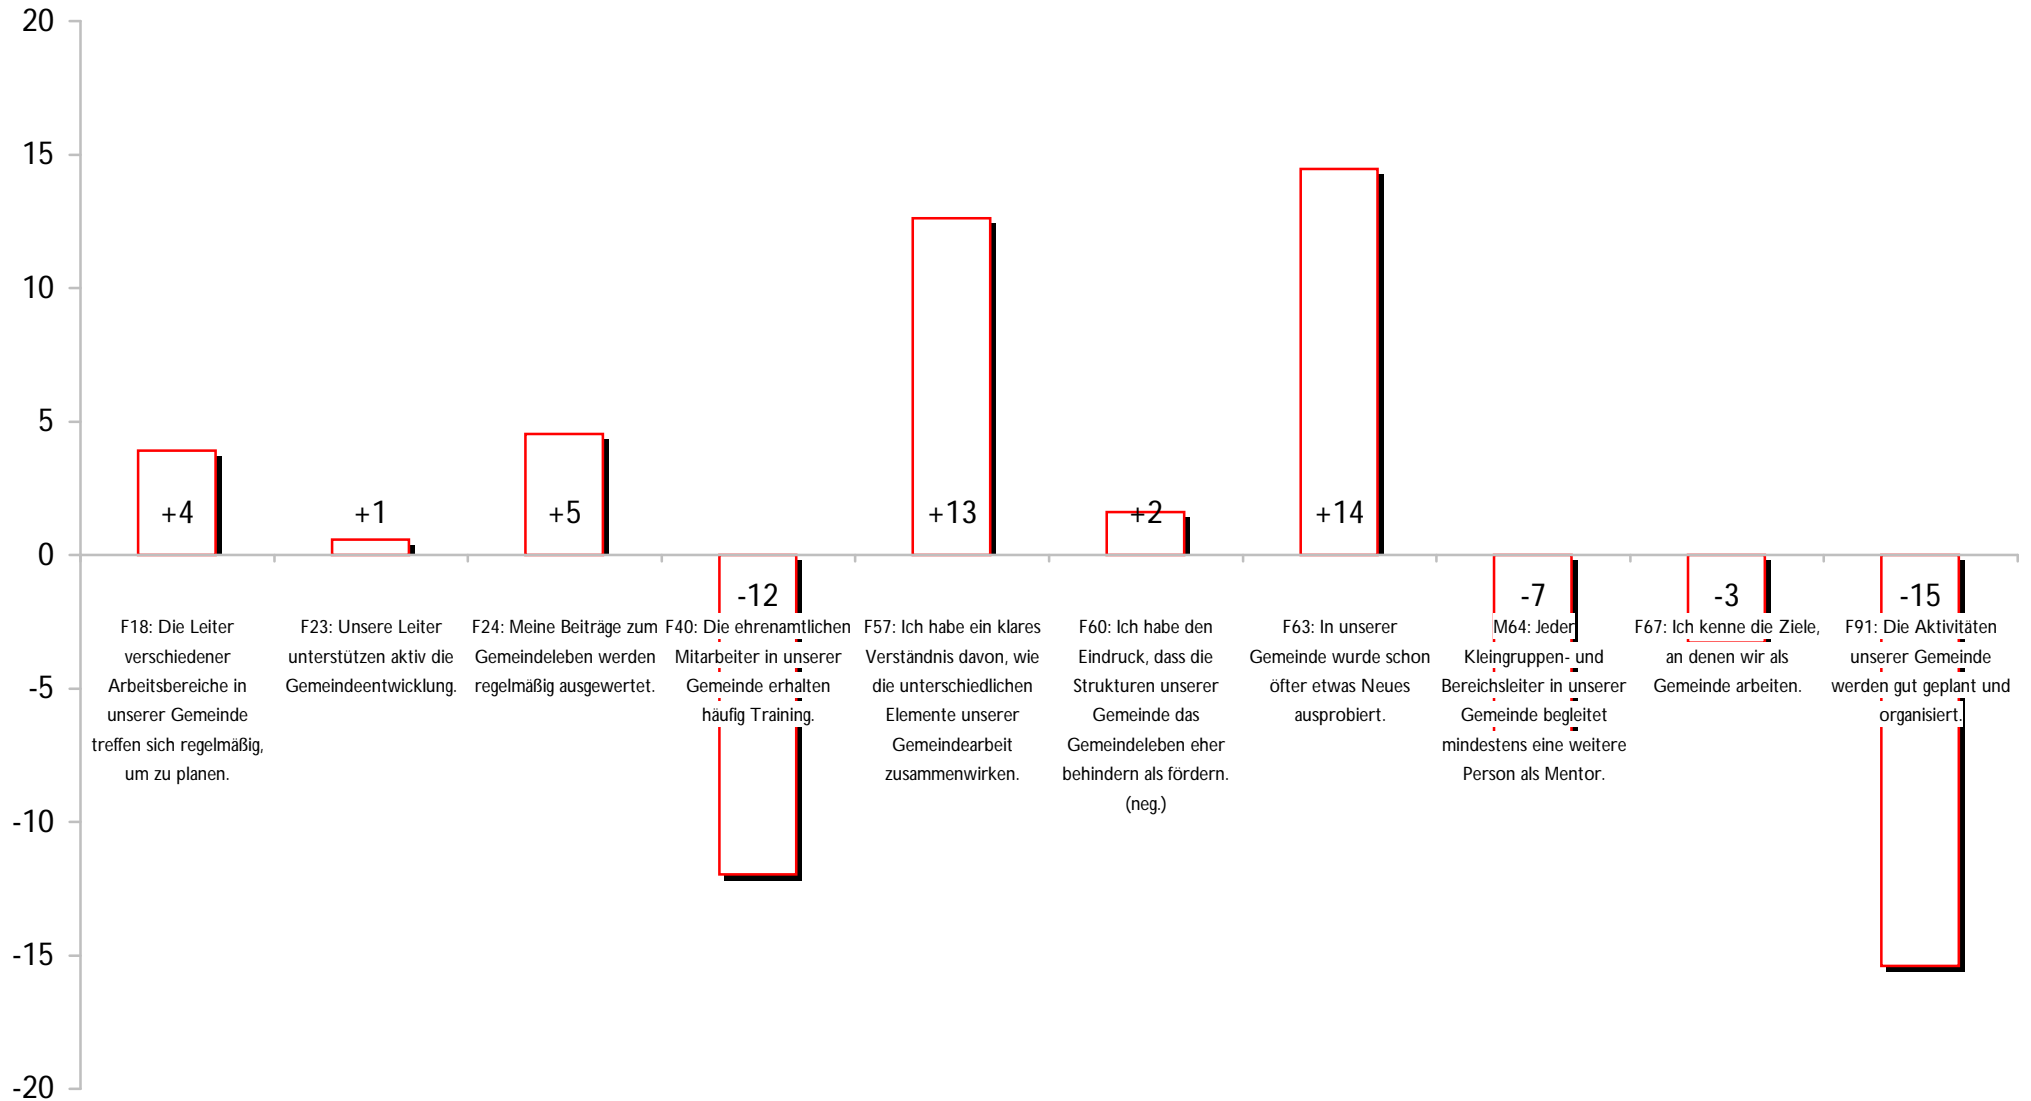 20
15
10
5
0
-5
-10
-15
-20
+4
+1
+5
-12
+13
+2
+14
-7
-3
-15
F18: Die Leiter
verschiedener
Arbeitsbereiche in
unserer Gemeinde
treffen sich regelmäßig,
um zu planen.
F23: Unsere Leiter
unterstützen aktiv die
Gemeindeentwicklung.
F24: Meine Beiträge zum
Gemeindeleben werden
regelmäßig ausgewertet.
F40: Die ehrenamtlichen
Mitarbeiter in unserer
Gemeinde erhalten
häufig Training.
F57: Ich habe ein klares
Verständnis davon, wie
die unterschiedlichen
Elemente unserer
Gemeindearbeit
zusammenwirken.
F60: Ich habe den
Eindruck, dass die
Strukturen unserer
Gemeinde das
Gemeindeleben eher
behindern als fördern.
(neg.)
F63: In unserer
Gemeinde wurde schon
öfter etwas Neues
ausprobiert.
M64: Jeder
Kleingruppen- und
Bereichsleiter in unserer
Gemeinde begleitet
mindestens eine weitere
Person als Mentor.
F67: Ich kenne die Ziele,
an denen wir als
Gemeinde arbeiten.
F91: Die Aktivitäten
unserer Gemeinde
werden gut geplant und
organisiert.